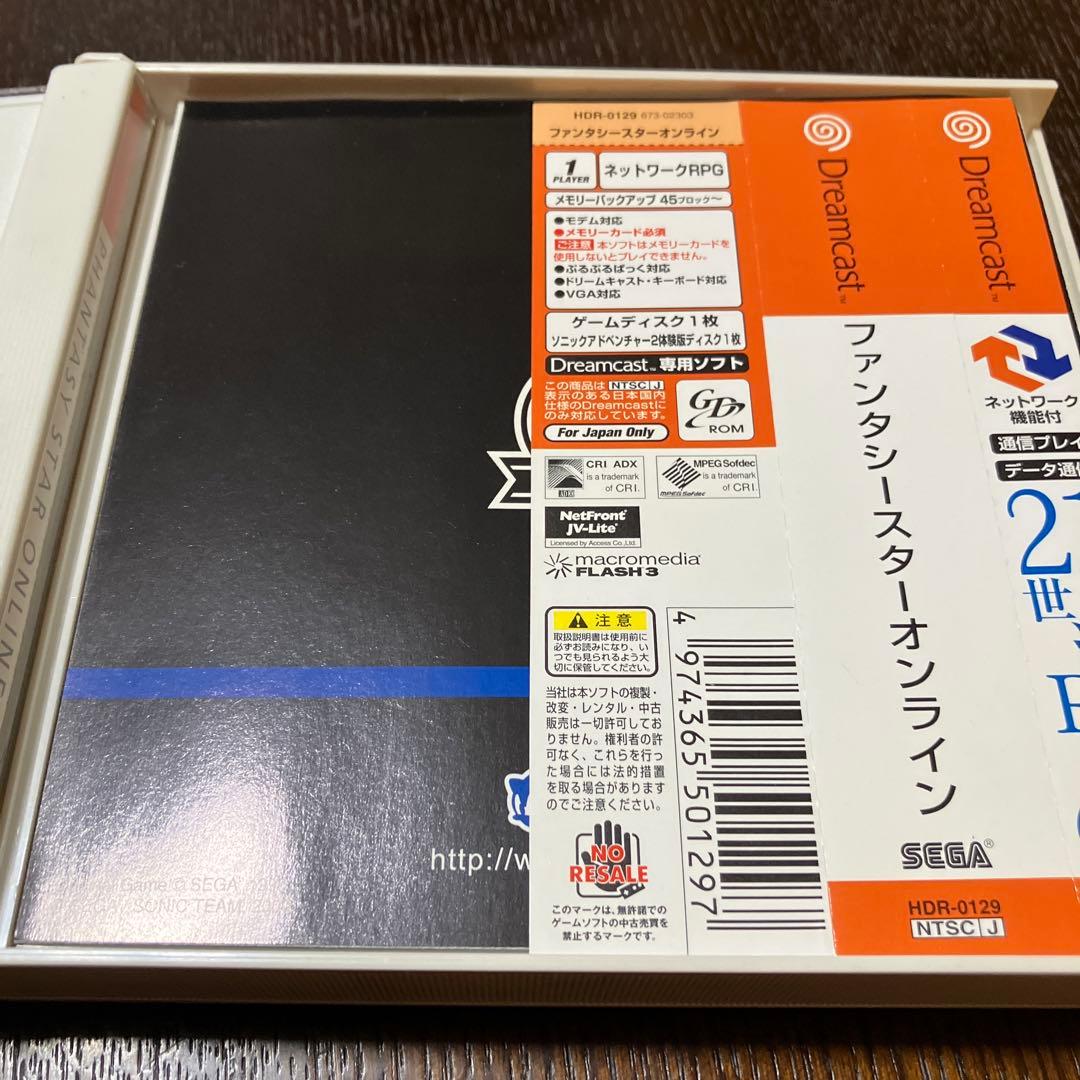 PHANTASY STAR ONLINE
HDR-0129 673-02303
ファンタシースターオンライン
1
PLAYER
ネットワークRPG
メモリーバックアップ 45ブロック〜
●モデム対応
●メモリーカード必須
ご注意 本ソフトはメモリーカードを
使用しないとプレイできません。
●ぷるぷるぱっく対応
●ドリームキャスト・キーボード対応
●VGA対応
ゲームディスク1枚
ソニックアドベンチャー2体験版ディスク1枚
Dreamcast™ 専用ソフト
この商品は NTSC J
表示のある日本国内
仕様のDreamcastに
のみ対応しています。
For Japan Only
GD
ROM
CRI ADX
is a trademark
of CRI.
ADX
MPEG Sofdec
is a trademark
of CRI.
MPEG Sofdec
NetFront®
JV-Lite®
Licensed by Access Co.,Ltd.
macromedia®
FLASH 3
注意
取扱説明書は使用前に
必ずお読みになり、い
つでも見られるよう大
切に保管してください。
当社は本ソフトの複製・
改変・レンタル・中古
販売は一切許可してお
りません。権利者の許
可なく、これらを行っ
た場合には法的措置
を取る場合があります
のでご注意ください。
NO
RESALE
このマークは、無許諾での
ゲームソフトの中古売買を
禁止するマークです。
4 974365 501297
Dreamcast™
ファンタシースターオンライン
SEGA®
HDR-0129
NTSC J
Dreamcast™
ネットワーク
機能付
通信プレイ
データ通信
21
世
http://w
Game © SEGA
SONIC TEAM